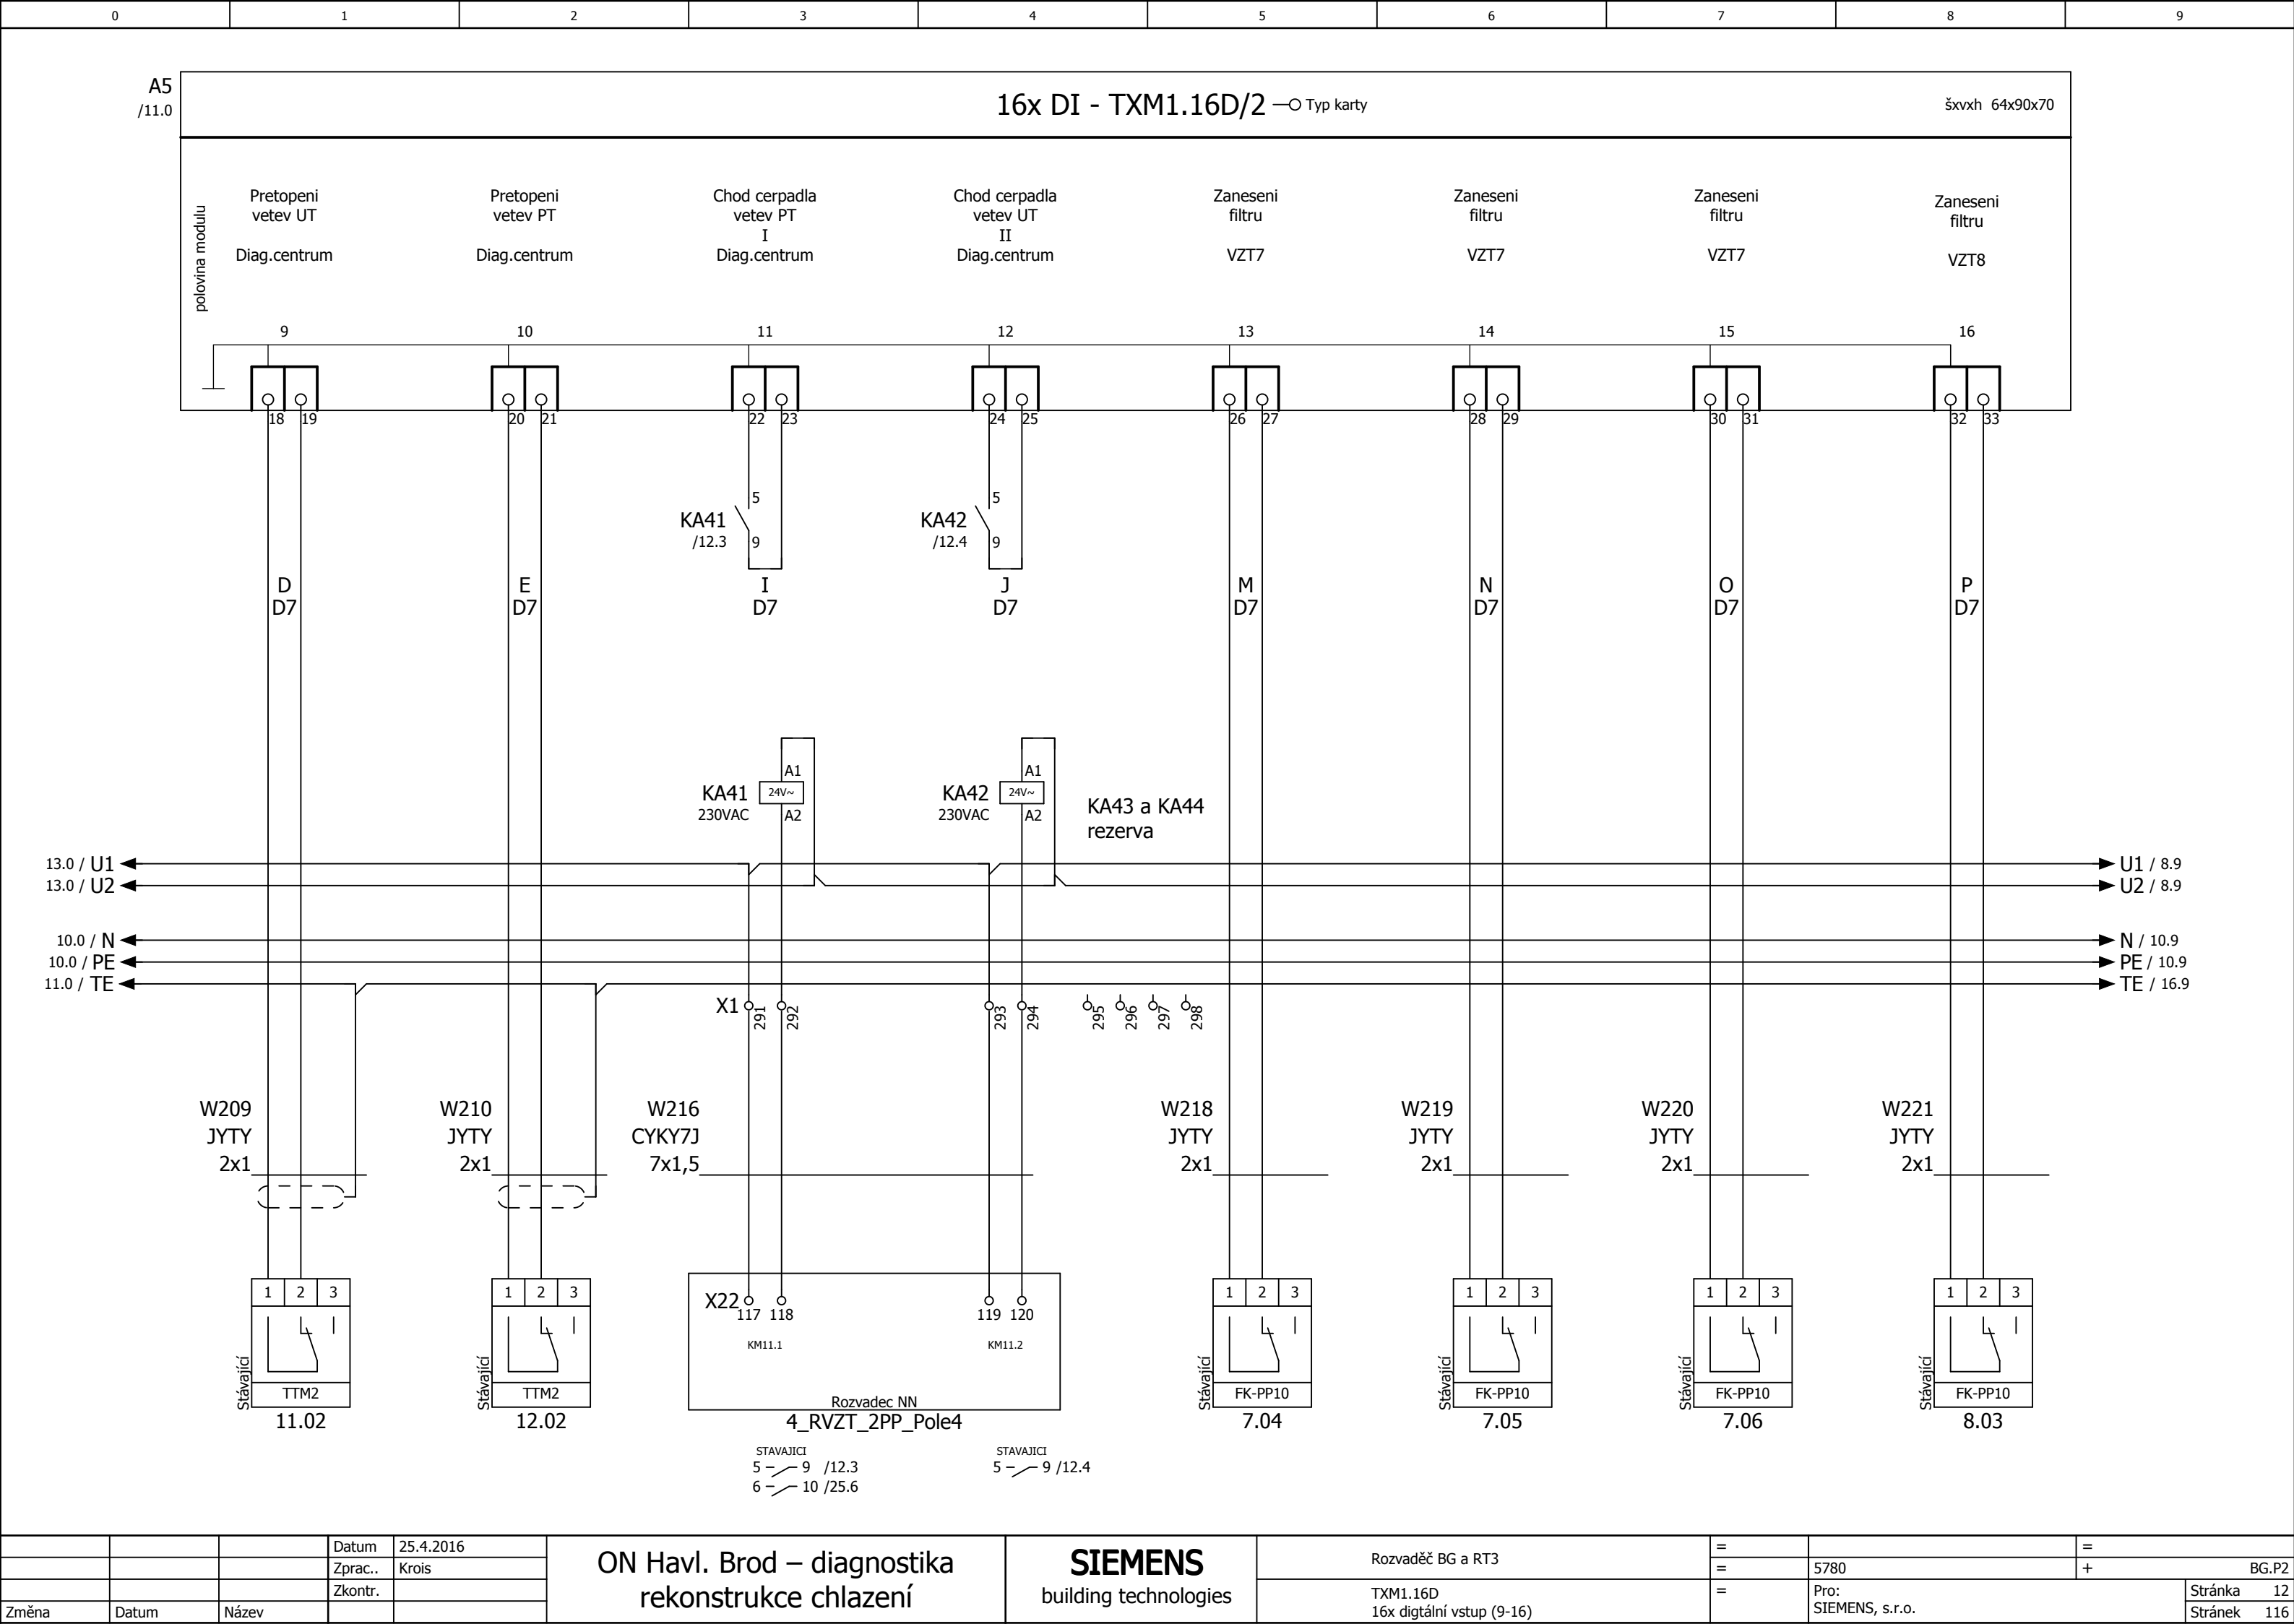 0 1 2 3 4 5 6 7 8 9
A5
/11.0
16x DI - TXM1.16D/2
Typ karty
šxvxh 64x90x70
polovina modulu
Pretopeni
vetev UT
Diag.centrum
Pretopeni
vetev PT
Diag.centrum
Chod cerpadla
vetev PT
I
Diag.centrum
Chod cerpadla
vetev UT
II
Diag.centrum
Zaneseni
filtru
VZT7
Zaneseni
filtru
VZT7
Zaneseni
filtru
VZT7
Zaneseni
filtru
VZT8
9 10 11 12 13 14 15 16
18 19 20 21 22 23 24 25 26 27 28 29 30 31 32 33
KA41
/12.3
5
9
KA42
/12.4
5
9
D
D7
E
D7
I
D7
J
D7
M
D7
N
D7
O
D7
P
D7
KA41
230VAC
A1
24V~
A2
KA42
230VAC
A1
24V~
A2
KA43 a KA44
rezerva
13.0 / U1
13.0 / U2
U1 / 8.9
U2 / 8.9
10.0 / N
10.0 / PE
11.0 / TE
N / 10.9
PE / 10.9
TE / 16.9
X1
291 292 293 294 295 296 297 298
W209
JYTY
2x1
W210
JYTY
2x1
W216
CYKY7J
7x1,5
W218
JYTY
2x1
W219
JYTY
2x1
W220
JYTY
2x1
W221
JYTY
2x1
1 2 3
Stávající
TTM2
11.02
1 2 3
Stávající
TTM2
12.02
X22
117 118
119 120
KM11.1
KM11.2
Rozvadec NN
4_RVZT_2PP_Pole4
1 2 3
Stávající
FK-PP10
7.04
1 2 3
Stávající
FK-PP10
7.05
1 2 3
Stávající
FK-PP10
7.06
1 2 3
Stávající
FK-PP10
8.03
STAVAJICI
5 9 /12.3
6 10 /25.6
STAVAJICI
5 9 /12.4
Datum 25.4.2016
Zprac.. Krois
Zkontr.
Změna Datum Název
ON Havl. Brod – diagnostika
rekonstrukce chlazení
SIEMENS
building technologies
Rozvaděč BG a RT3
TXM1.16D
16x digtální vstup (9-16)
= =
= 5780 + BG.P2
= Pro:
SIEMENS, s.r.o.
Stránka 12
Stránek 116